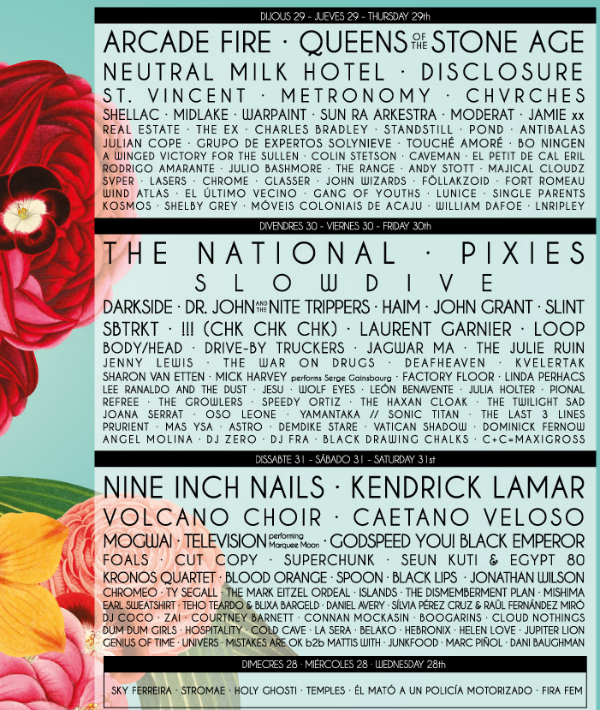 DIJOUS 29 - JUEVES 29 - THURSDAY 29th
ARCADE FIRE · QUEENS OF THE STONE AGE
NEUTRAL MILK HOTEL · DISCLOSURE
ST. VINCENT · METRONOMY · CHVRCHES
SHELLAC · MIDLAKE · WARPAINT · SUN RA ARKESTRA · MODERAT · JAMIE xx
REAL ESTATE · THE EX · CHARLES BRADLEY · STANDSTILL · POND · ANTIBALAS
JULIAN COPE · GRUPO DE EXPERTOS SOLYNIEVE · TOUCHÉ AMORÉ · BO NINGEN
A WINGED VICTORY FOR THE SULLEN · COLIN STETSON · CAVEMAN · EL PETIT DE CAL ERIL
RODRIGO AMARANTE · JULIO BASHMORE · THE RANGE · ANDY STOTT · MAJICAL CLOUDZ
SVPER · LASERS · CHROME · GLASSER · JOHN WIZARDS · FÖLLAKZOID · FORT ROMEAU
WIND ATLAS · EL ÚLTIMO VECINO · GANG OF YOUTHS · LUNICE · SINGLE PARENTS
KOSMOS · SHELBY GREY · MÓVEIS COLONIAIS DE ACAJU · WILLIAM DAFOE · LNRIPLEY
DIVENDRES 30 - VIERNES 30 - FRIDAY 30th
THE NATIONAL · PIXIES
SLOWDIVE
DARKSIDE · DR. JOHN AND THE NITE TRIPPERS · HAIM · JOHN GRANT · SLINT
SBTRKT · !!! (CHK CHK CHK) · LAURENT GARNIER · LOOP
BODY/HEAD · DRIVE-BY TRUCKERS · JAGWAR MA · THE JULIE RUIN
JENNY LEWIS · THE WAR ON DRUGS · DEAFHEAVEN · KVELERTAK
SHARON VAN ETTEN · MICK HARVEY performs Serge Gainsbourg · FACTORY FLOOR · LINDA PERHACS
LEE RANALDO AND THE DUST · JESU · WOLF EYES · LEÓN BENAVENTE · JULIA HOLTER · PIONAL
REFREE · THE GROWLERS · SPEEDY ORTIZ · THE HAXAN CLOAK · THE TWILIGHT SAD
JOANA SERRAT · OSO LEONE · YAMANTAKA // SONIC TITAN · THE LAST 3 LINES
PRURIENT · MAS YSA · ASTRO · DEMDIKE STARE · VATICAN SHADOW · DOMINICK FERNOW
ANGEL MOLINA · DJ ZERO · DJ FRA · BLACK DRAWING CHALKS · C+C=MAXIGROSS
DISSABTE 31 - SÁBADO 31 - SATURDAY 31st
NINE INCH NAILS · KENDRICK LAMAR
VOLCANO CHOIR · CAETANO VELOSO
MOGWAI · TELEVISION performing Marquee Moon · GODSPEED YOU! BLACK EMPEROR
FOALS · CUT COPY · SUPERCHUNK · SEUN KUTI & EGYPT 80
KRONOS QUARTET · BLOOD ORANGE · SPOON · BLACK LIPS · JONATHAN WILSON
CHROMEO · TY SEGALL · THE MARK EITZEL ORDEAL · ISLANDS · THE DISMEMBERMENT PLAN · MISHIMA
EARL SWEATSHIRT · TEHO TEARDO & BLIXA BARGELD · DANIEL AVERY · SÍLVIA PÉREZ CRUZ & RAÜL FERNÁNDEZ MIRÓ
DJ COCO · ZA! · COURTNEY BARNETT · CONNAN MOCKASIN · BOOGARINS · CLOUD NOTHINGS
DUM DUM GIRLS · HOSPITALITY · COLD CAVE · LA SERA · BELAKO · HEBRONIX · HELEN LOVE · JUPITER LION
GENIUS OF TIME · UNIVERS · MISTAKES ARE OK b2b MATTIS WITH · JUNKFOOD · MARC PIÑOL · DANI BAUGHMAN
DIMECRES 28 - MIÉRCOLES 28 - WEDNESDAY 28th
SKY FERREIRA · STROMAE · HOLY GHOST! · TEMPLES · ÉL MATÓ A UN POLICÍA MOTORIZADO · FIRA FEM